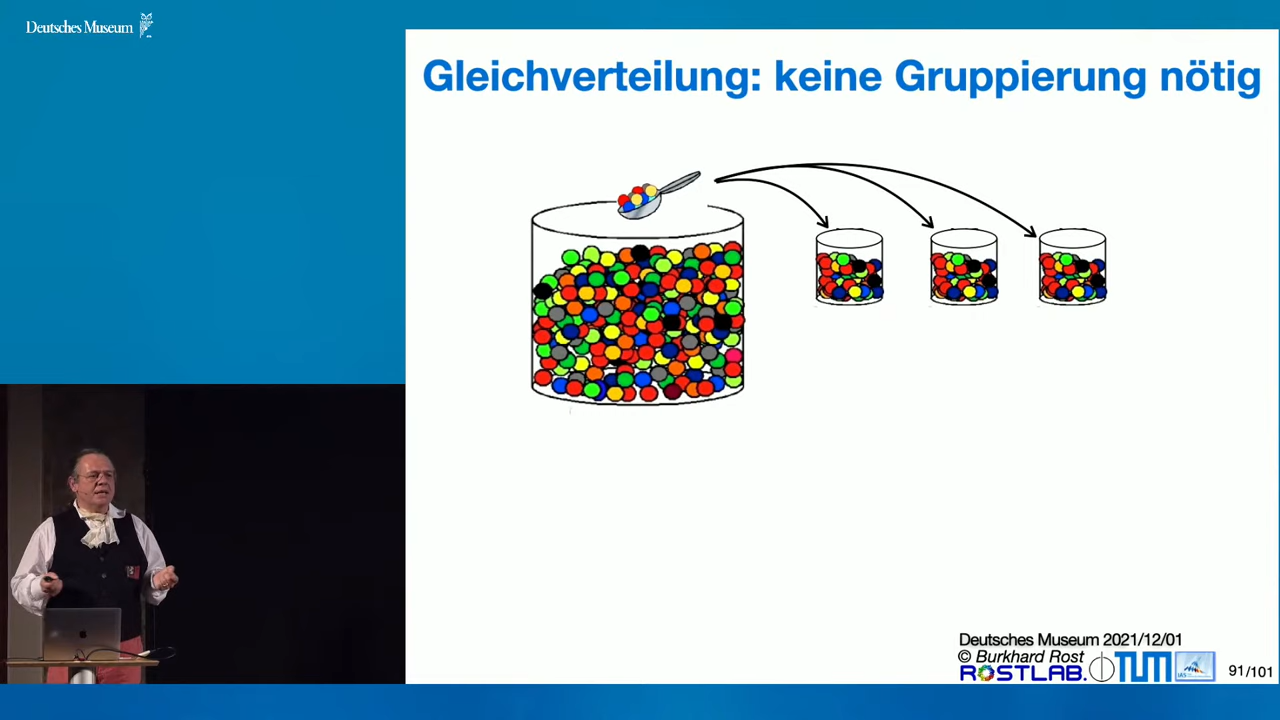 Deutsches Museum
Gleichverteilung: keine Gruppierung nötig
Deutsches Museum 2021/12/01
© Burkhard Rost
ROSTLAB. TUM IAS
91/101